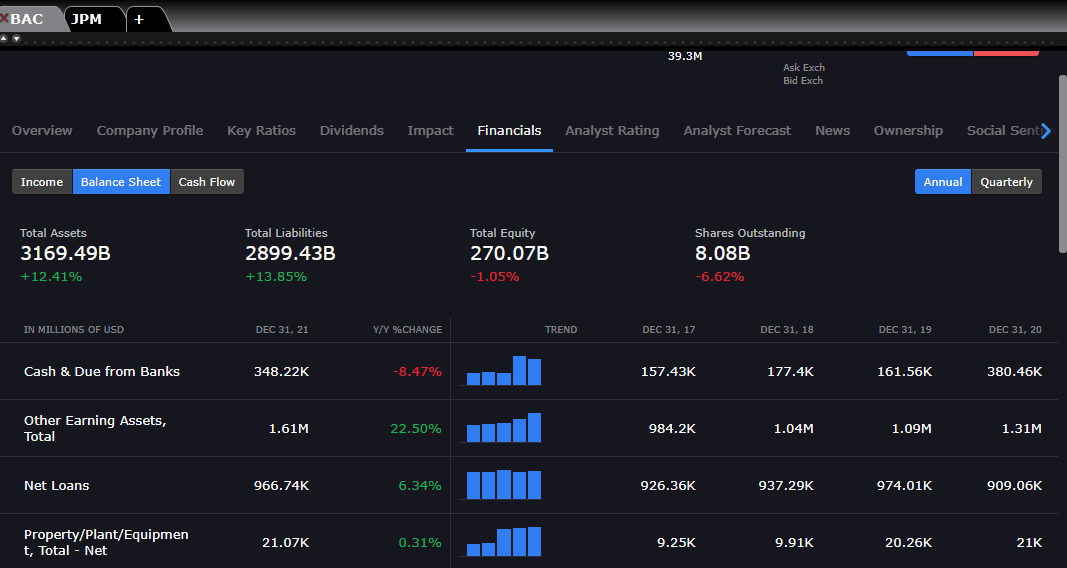 BAC JPM +
39.3M
Ask Exch
Bid Exch
Overview Company Profile Key Ratios Dividends Impact Financials Analyst Rating Analyst Forecast News Ownership Social Senti
Income Balance Sheet Cash Flow Annual Quarterly
Total Assets Total Liabilities Total Equity Shares Outstanding
3169.49B 2899.43B 270.07B 8.08B
+12.41% +13.85% -1.05% -6.62%
IN MILLIONS OF USD DEC 31, 21 Y/Y %CHANGE TREND DEC 31, 17 DEC 31, 18 DEC 31, 19 DEC 31, 20
Cash & Due from Banks 348.22K -8.47% 157.43K 177.4K 161.56K 380.46K
Other Earning Assets,
Total 1.61M 22.50% 984.2K 1.04M 1.09M 1.31M
Net Loans 966.74K 6.34% 926.36K 937.29K 974.01K 909.06K
Property/Plant/Equipmen
t, Total - Net 21.07K 0.31% 9.25K 9.91K 20.26K 21K